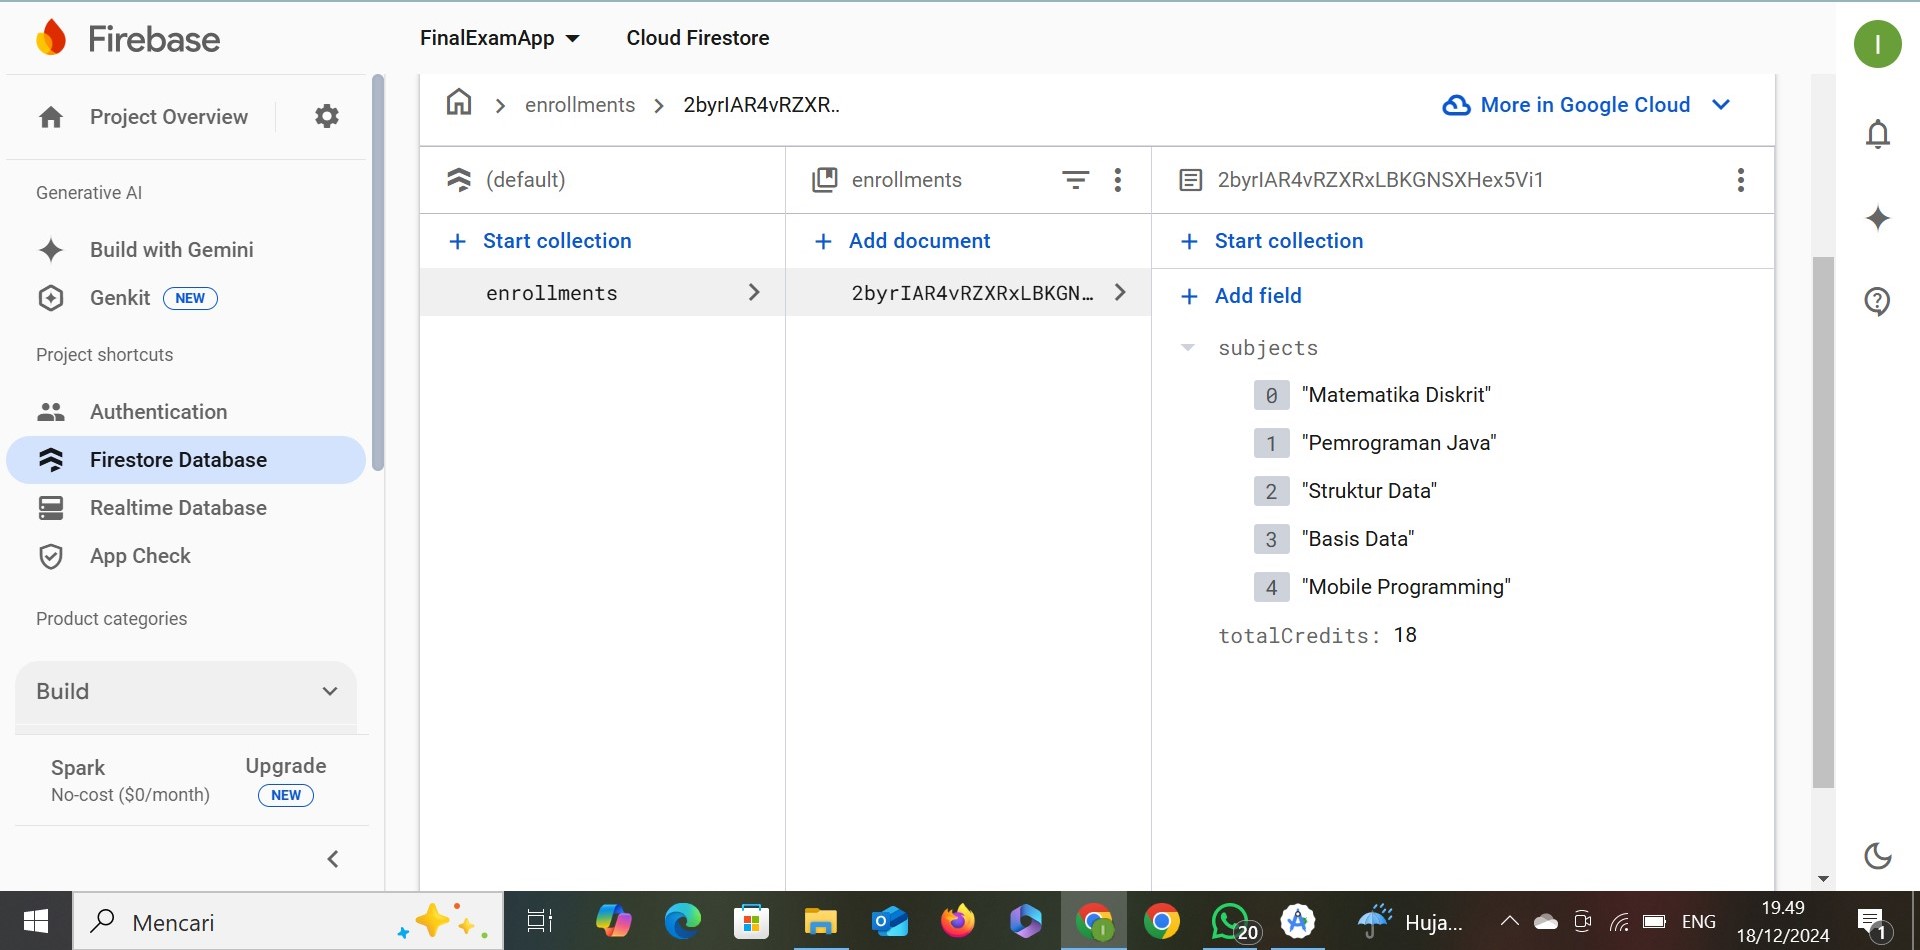 Firebase
FinalExamApp
Cloud Firestore
I
Project Overview
Generative AI
Build with Gemini
Genkit NEW
Project shortcuts
Authentication
Firestore Database
Realtime Database
App Check
Product categories
Build
Spark
No-cost ($0/month)
Upgrade
NEW
enrollments
2byrIAR4vRZXR..
More in Google Cloud
(default)
Start collection
enrollments
enrollments
Add document
2byrIAR4vRZXRxLBKGN…
2byrIAR4vRZXRxLBKGNSXHex5Vi1
Start collection
Add field
subjects
0 "Matematika Diskrit"
1 "Pemrograman Java"
2 "Struktur Data"
3 "Basis Data"
4 "Mobile Programming"
totalCredits: 18
Mencari
I
20
Huja...
ENG
19.49
18/12/2024
1